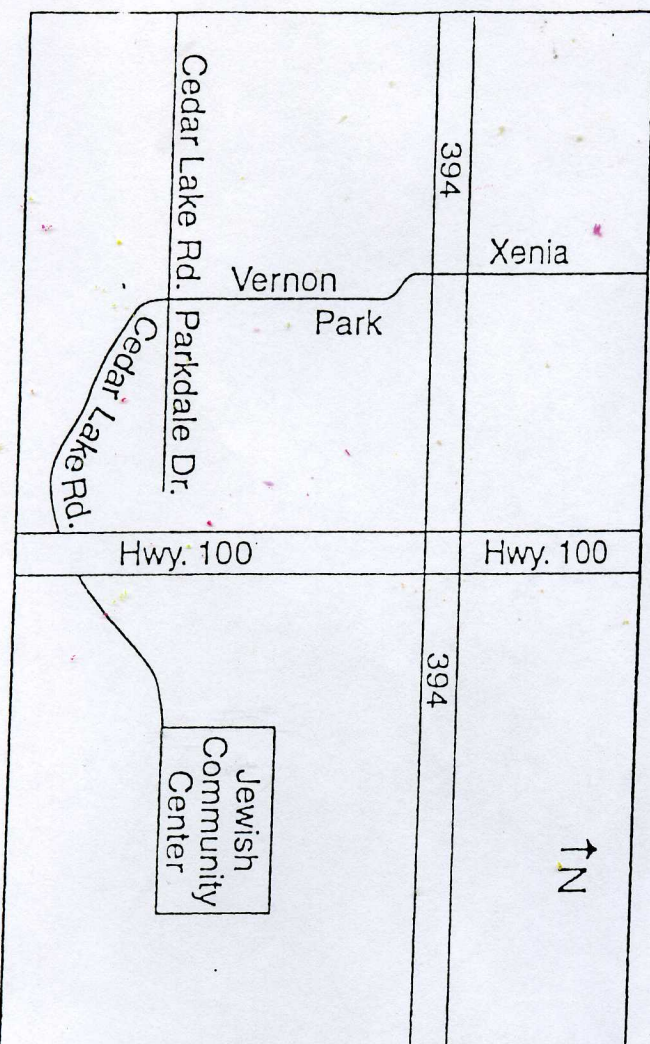 394
Xenia
Cedar Lake Rd.
Vernon
Park
Parkdale Dr.
Cedar Lake Rd.
Hwy. 100
Hwy. 100
394
Jewish
Community
Center
N